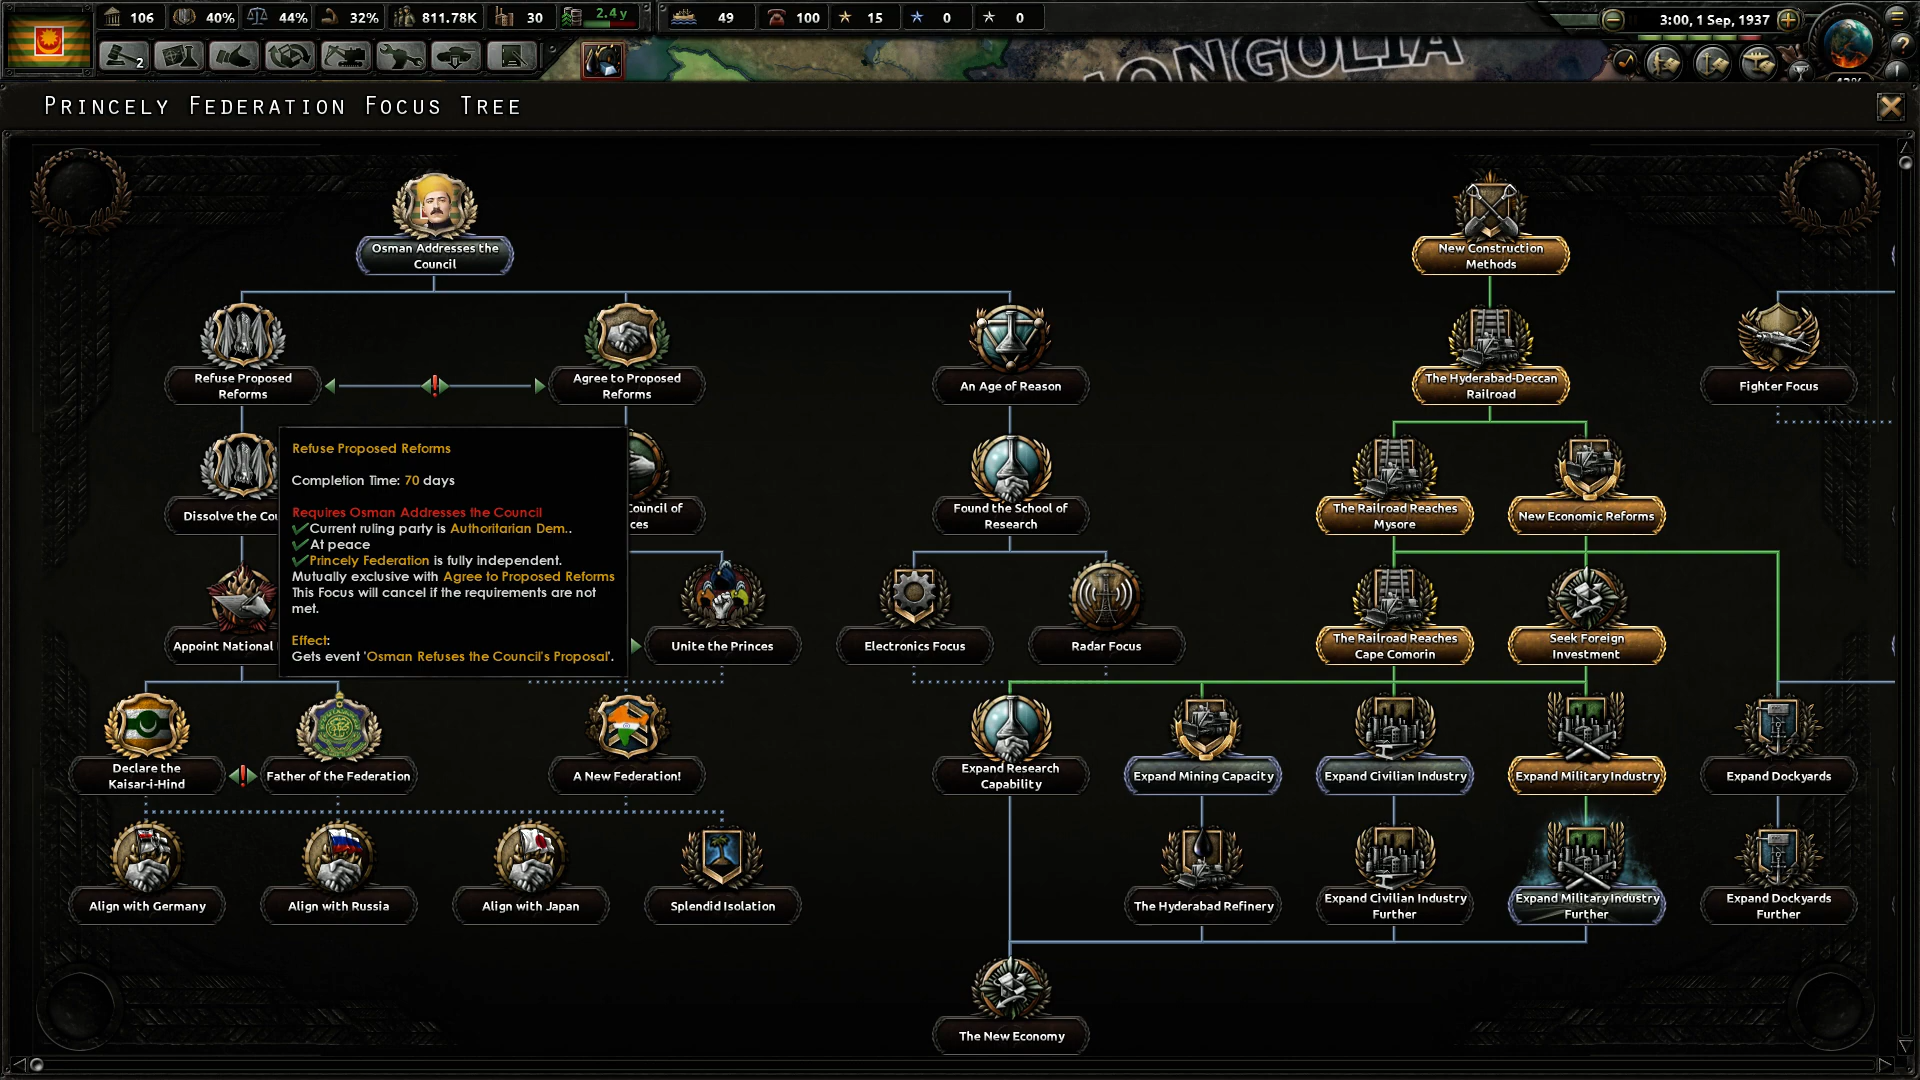 106
40%
44%
32%
811.78K
30
2.4 y
49
100
15
0
0
3:00, 1 Sep, 1937
2
PRINCELY FEDERATION FOCUS TREE
Osman Addresses the
Council
New Construction
Methods
Refuse Proposed
Reforms
Agree to Proposed
Reforms
An Age of Reason
The Hyderabad-Deccan
Railroad
Fighter Focus
Dissolve the Cou
Council of
ces
Found the School of
Research
The Railroad Reaches
Mysore
New Economic Reforms
Refuse Proposed Reforms
Completion Time: 70 days
Requires Osman Addresses the Council
Current ruling party is Authoritarian Dem..
At peace
Princely Federation is fully independent.
Mutually exclusive with Agree to Proposed Reforms
This Focus will cancel if the requirements are not
met.
Effect:
Gets event 'Osman Refuses the Council's Proposal'.
Appoint National
Unite the Princes
Electronics Focus
Radar Focus
The Railroad Reaches
Cape Comorin
Seek Foreign
Investment
Declare the
Kaisar-i-Hind
Father of the Federation
A New Federation!
Expand Research
Capability
Expand Mining Capacity
Expand Civilian Industry
Expand Military Industry
Expand Dockyards
Align with Germany
Align with Russia
Align with Japan
Splendid Isolation
The Hyderabad Refinery
Expand Civilian Industry
Further
Expand Military Industry
Further
Expand Dockyards
Further
The New Economy